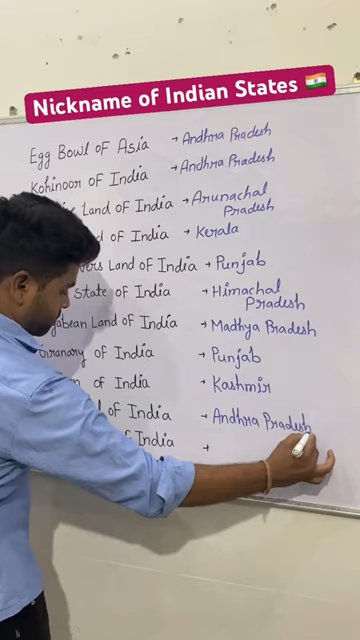 Nickname of Indian States 🇮🇳
Egg Bowl of Asia → Andhra Pradesh
Kohinoor of India → Andhra Pradesh
Land of India → Arunachal
Pradesh
of India → Kerala
Land of India → Punjab
State of India → Himachal
Pradesh
Land of India → Madhya Pradesh
of India → Punjab
of India → Kashmir
of India → Andhra Pradesh
of India →